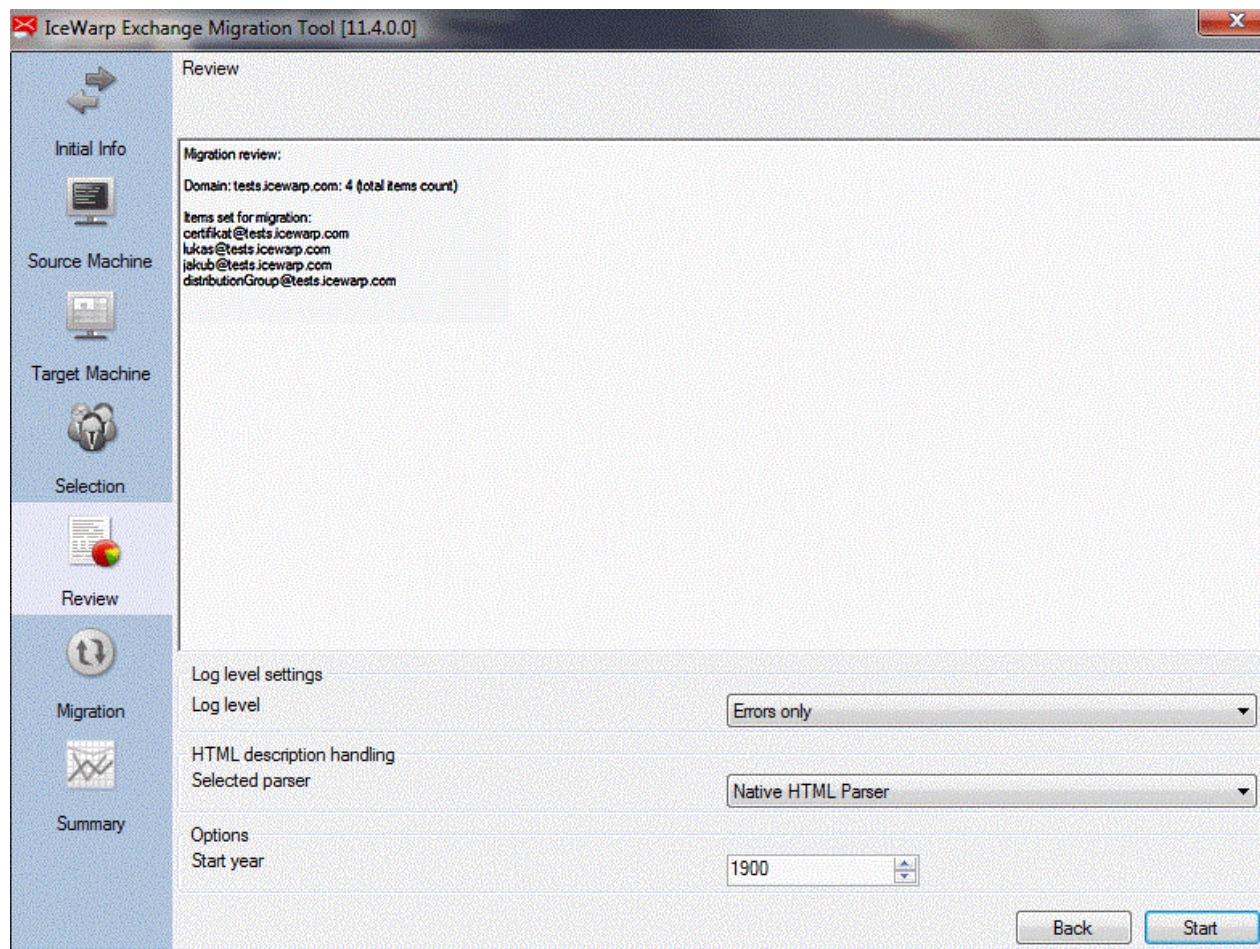 IceWarp Exchange Migration Tool [11.4.0.0]
Initial Info
Source Machine
Target Machine
Selection
Review
Migration
Summary
Review
Migration review:
Domain: tests.icewarp.com: 4 (total items count)
Items set for migration:
certifikat@tests.icewarp.com
lukas@tests.icewarp.com
jakub@tests.icewarp.com
distributionGroup@tests.icewarp.com
Log level settings
Log level
Errors only
HTML description handling
Selected parser
Native HTML Parser
Options
Start year
1900
Back
Start